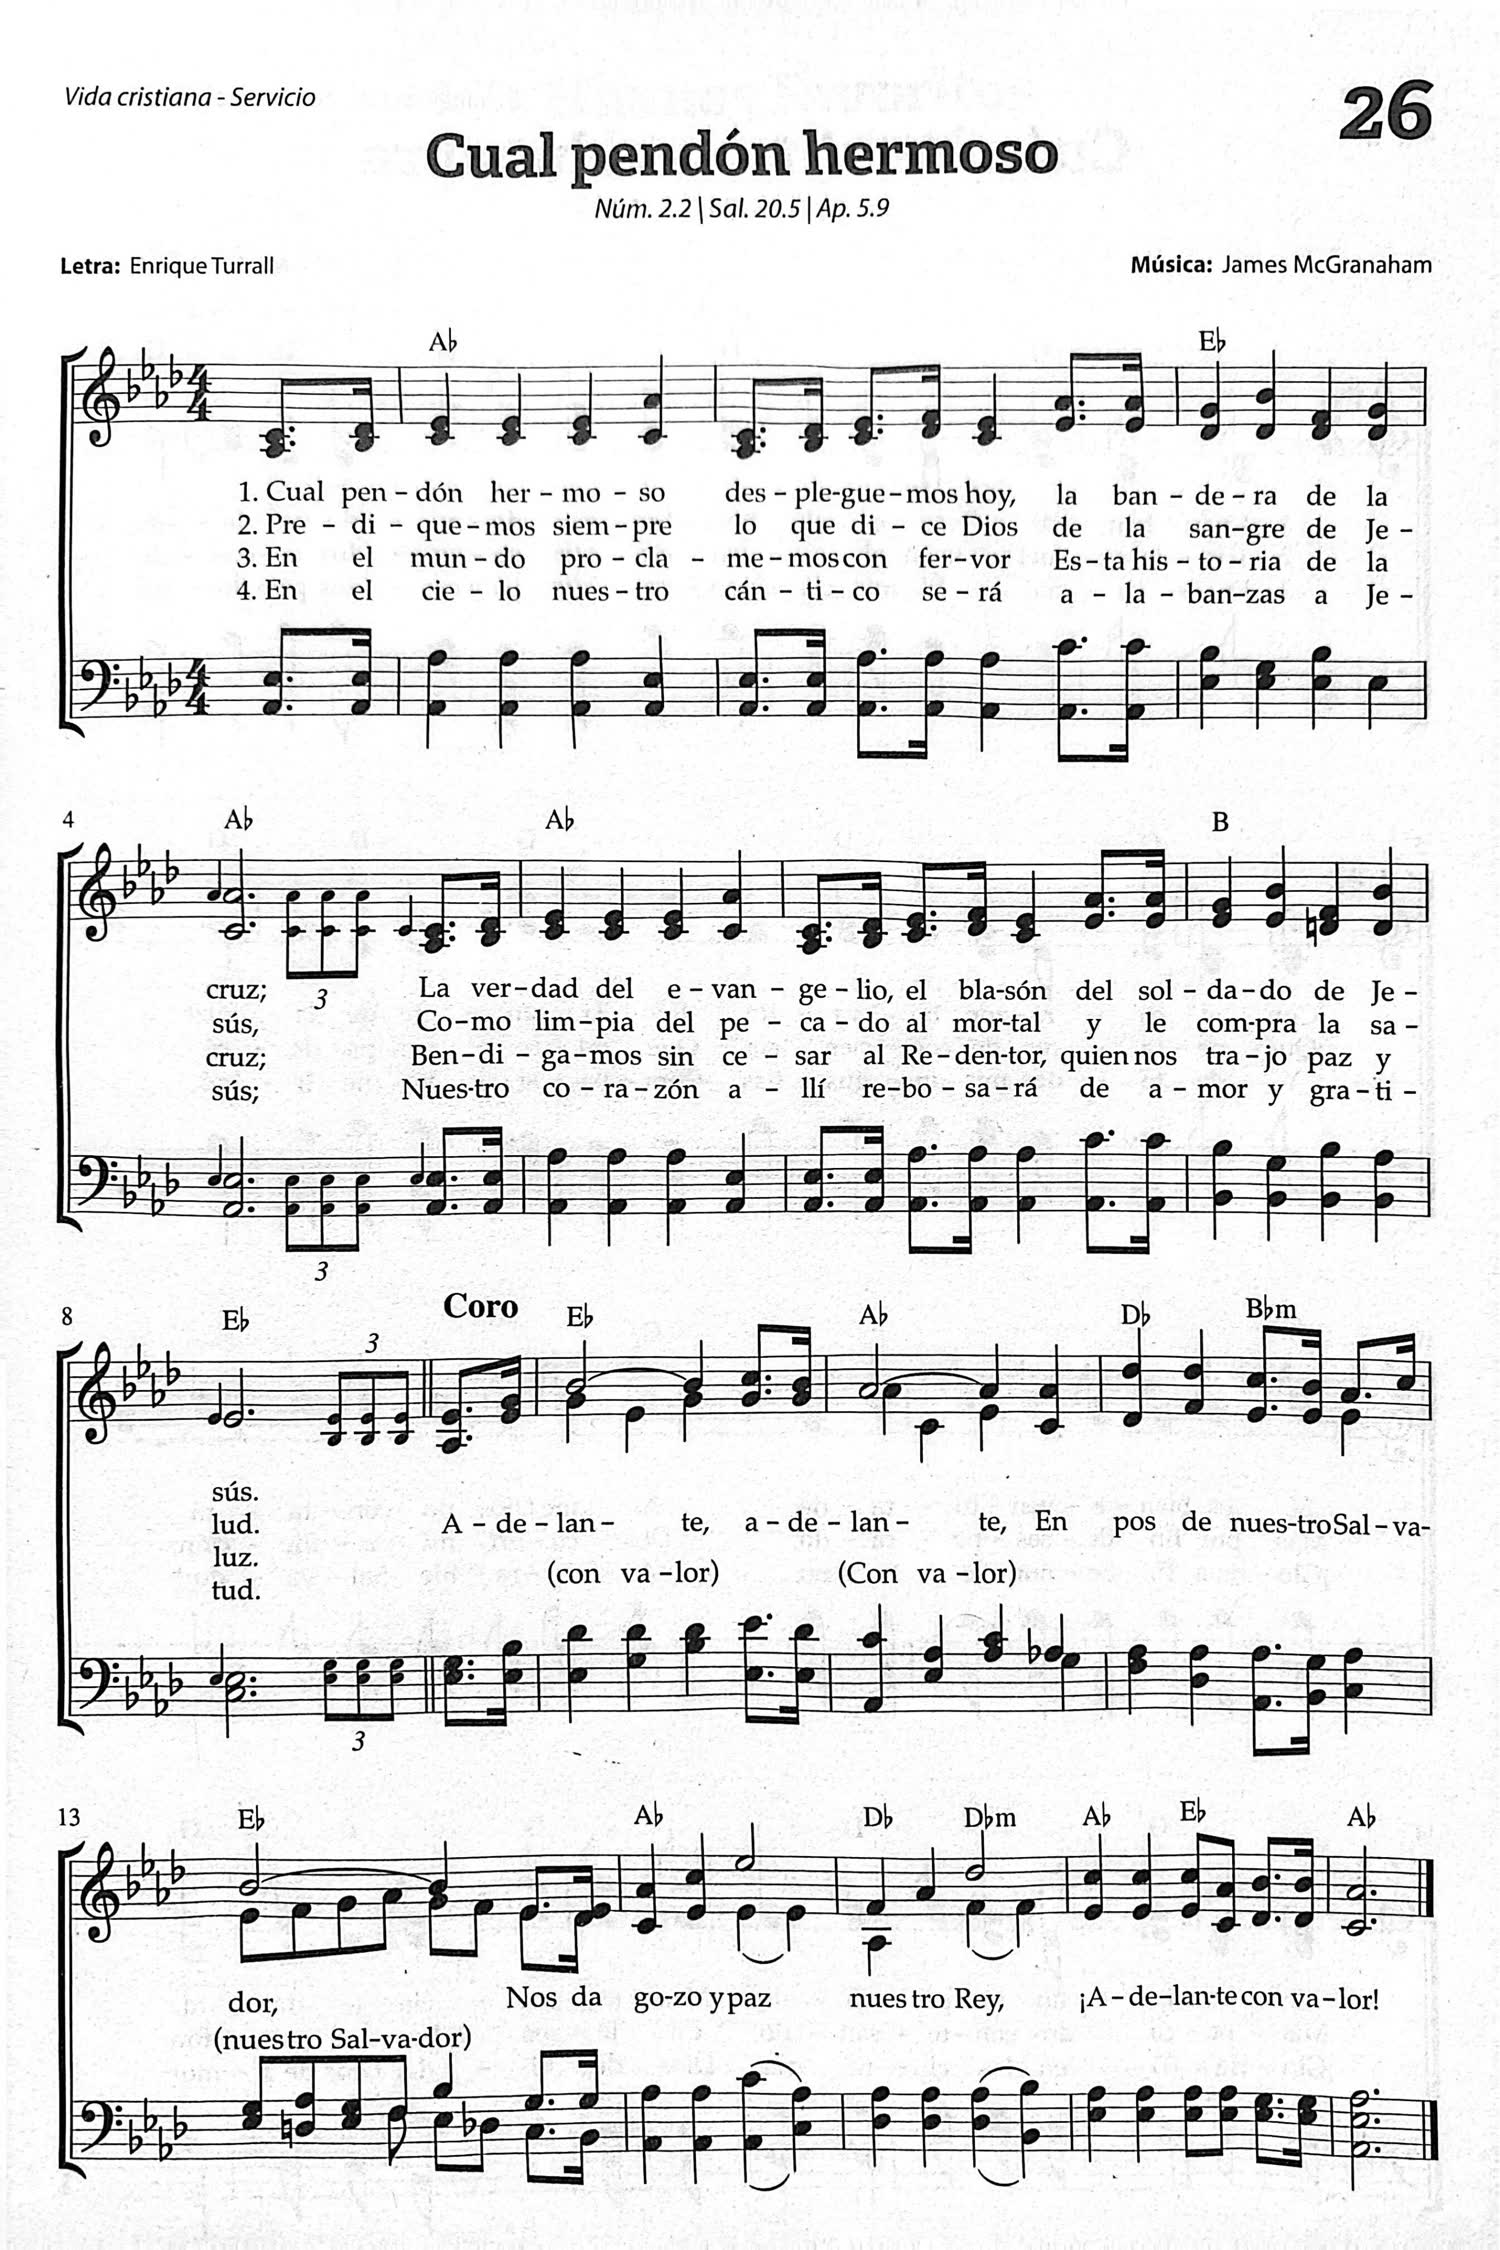 Vida cristiana - Servicio
26
Cual pendón hermoso
Núm. 2.2 | Sal. 20.5 | Ap. 5.9
Letra: Enrique Turrall
Música: James McGranaham
A♭ E♭
1. Cual pen – dón her – mo – so des – ple-gue – mos hoy, la ban – de – ra de la
2. Pre – di – que – mos siem – pre lo que di – ce Dios de la san – gre de Je –
3. En el mun – do pro – cla – me – mos con fer – vor Es – ta his – to – ria de la
4. En el cie – lo nues – tro cán – ti – co se – rá a – la – ban – zas a Je –
4
A♭ A♭ B
3
cruz; La ver – dad del e – van – ge – lio, el bla-són del sol – da – do de Je –
sús, Co – mo lim – pia del pe – ca – do al mor-tal y le com-pra la sa –
cruz; Ben – di – ga – mos sin ce – sar al Re – den – tor, quien nos tra – jo paz y
sús; Nues – tro co – ra – zón a – llí re – bo – sa – rá de a – mor y gra – ti –
3
8
E♭ 3 Coro E♭ A♭ D♭ B♭m
sús.
lud. A – de – lan – te, a – de – lan – te, En pos de nues-tro Sal – va-
luz. (con va – lor) (Con va – lor)
tud.
3
13
E♭ A♭ D♭ D♭m A♭ E♭ A♭
dor, Nos da go-zo y paz nues tro Rey, ¡A – de – lan-te con va – lor!
(nues tro Sal – va-dor)